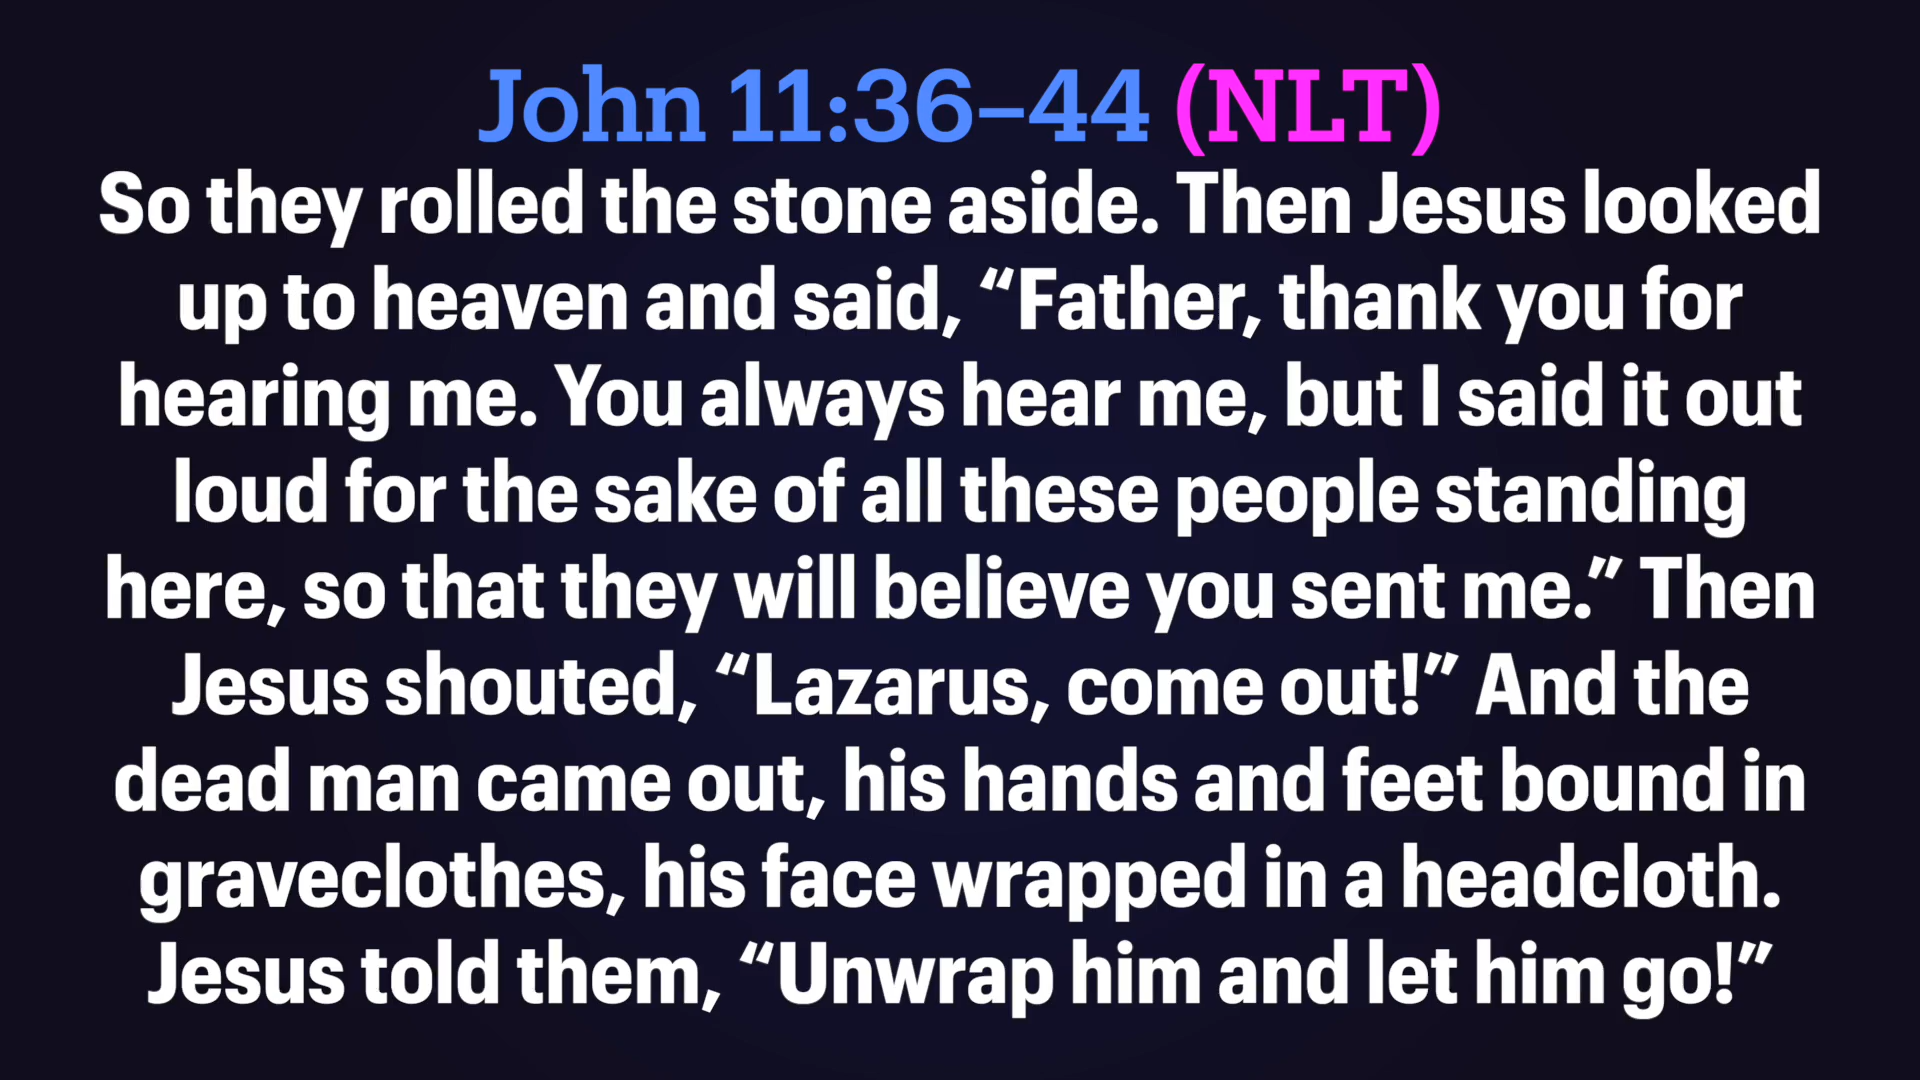 John 11:36–44 (NLT)
So they rolled the stone aside. Then Jesus looked
up to heaven and said, “Father, thank you for
hearing me. You always hear me, but I said it out
loud for the sake of all these people standing
here, so that they will believe you sent me.” Then
Jesus shouted, “Lazarus, come out!” And the
dead man came out, his hands and feet bound in
graveclothes, his face wrapped in a headcloth.
Jesus told them, “Unwrap him and let him go!”